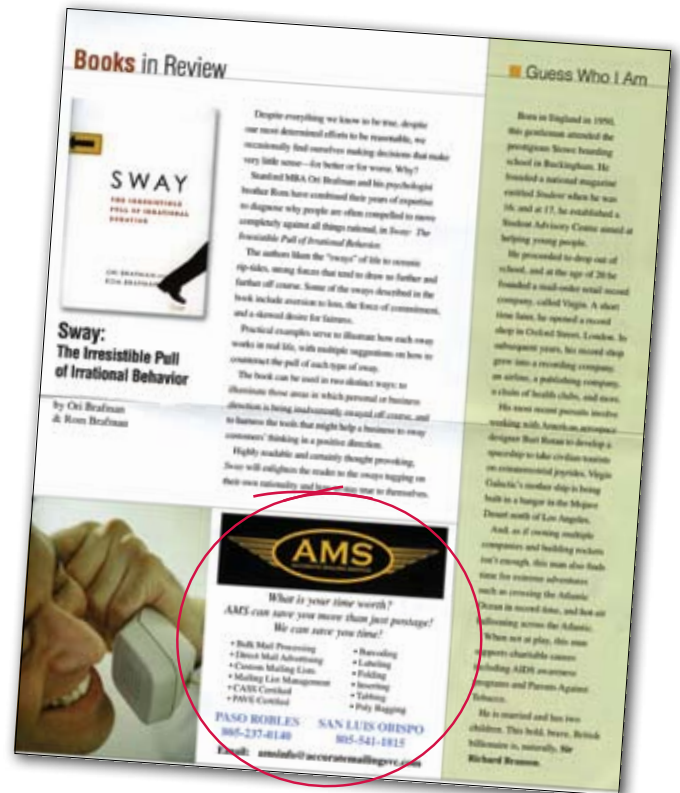 Books in Review
SWAY
THE IRRESISTIBLE
PULL OF IRRATIONAL
BEHAVIOR
ORI BRAFMAN
ROM BRAFMAN
Sway:
The Irresistible Pull
of Irrational Behavior
by Ori Brafman
& Rom Brafman
Despite everything we know to be true, despite
our most determined efforts to be reasonable, we
occasionally find ourselves making decisions that make
very little sense—for better or for worse. Why?
Stanford MBA Ori Brafman and his psychologist
brother Rom have combined their years of expertise
to diagnose why people are often compelled to move
completely against all things rational, in Sway: The
Irresistible Pull of Irrational Behavior.
The authors liken the "sways" of life to oceanic
rip-tides, strong forces that tend to draw us further and
further off course. Some of the sways described in the
book include aversion to loss, the force of commitment,
and a skewed desire for fairness.
Practical examples serve to illustrate how each sway
works in real life, with multiple suggestions on how to
counteract the pull of each type of sway.
The book can be used in two distinct ways: to
illuminate those areas in which personal or business
direction is being inadvertently swayed off course, and
to harness the tools that might help a business to sway
customers' thinking in a positive direction.
Highly readable and certainly thought provoking,
Sway will enlighten the reader to the sways tugging on
their own rationality and how to stay true to themselves.
AMS
What is your time worth?
AMS can save you more than just postage!
We can save you time!
• Bulk Mail Processing
• Direct Mail Advertising
• Custom Mailing Lists
• Mailing List Management
• CASS Certified
• PAVE Certified
• Barcoding
• Labeling
• Folding
• Inserting
• Tabbing
• Poly Bagging
PASO ROBLES
805-237-0140
SAN LUIS OBISPO
805-541-1815
Email: amsinfo@accuratemailingsvc.com
Guess Who I Am
Born in England in 1950,
this gentleman attended the
prestigious Stowe boarding
school in Buckingham. He
founded a national magazine
entitled Student when he was
16, and at 17, he established a
Student Advisory Centre aimed at
helping young people.
He proceeded to drop out of
school, and at the age of 20 he
founded a mail-order retail record
company, called Virgin. A short
time later, he opened a record
shop in Oxford Street, London. In
subsequent years, his record shop
grew into a recording company,
an airline, a publishing company,
a chain of health clubs, and more.
His most recent pursuits involve
working with American aerospace
designer Burt Rutan to develop a
spaceship to take civilian tourists
on extraterrestrial joyrides. Virgin
Galactic's mother ship is being
built in a hangar in the Mojave
Desert north of Los Angeles.
And, as if owning multiple
companies and building rockets
isn't enough, this man also finds
time for extreme adventures
such as crossing the Atlantic
Ocean in record time, and hot-air
ballooning across the Atlantic.
When not at play, this man
supports charitable causes
including AIDS awareness
programs and Parents Against
Tobacco.
He is married and has two
children. This bold, brave, British
billionaire is, naturally, Sir
Richard Branson.